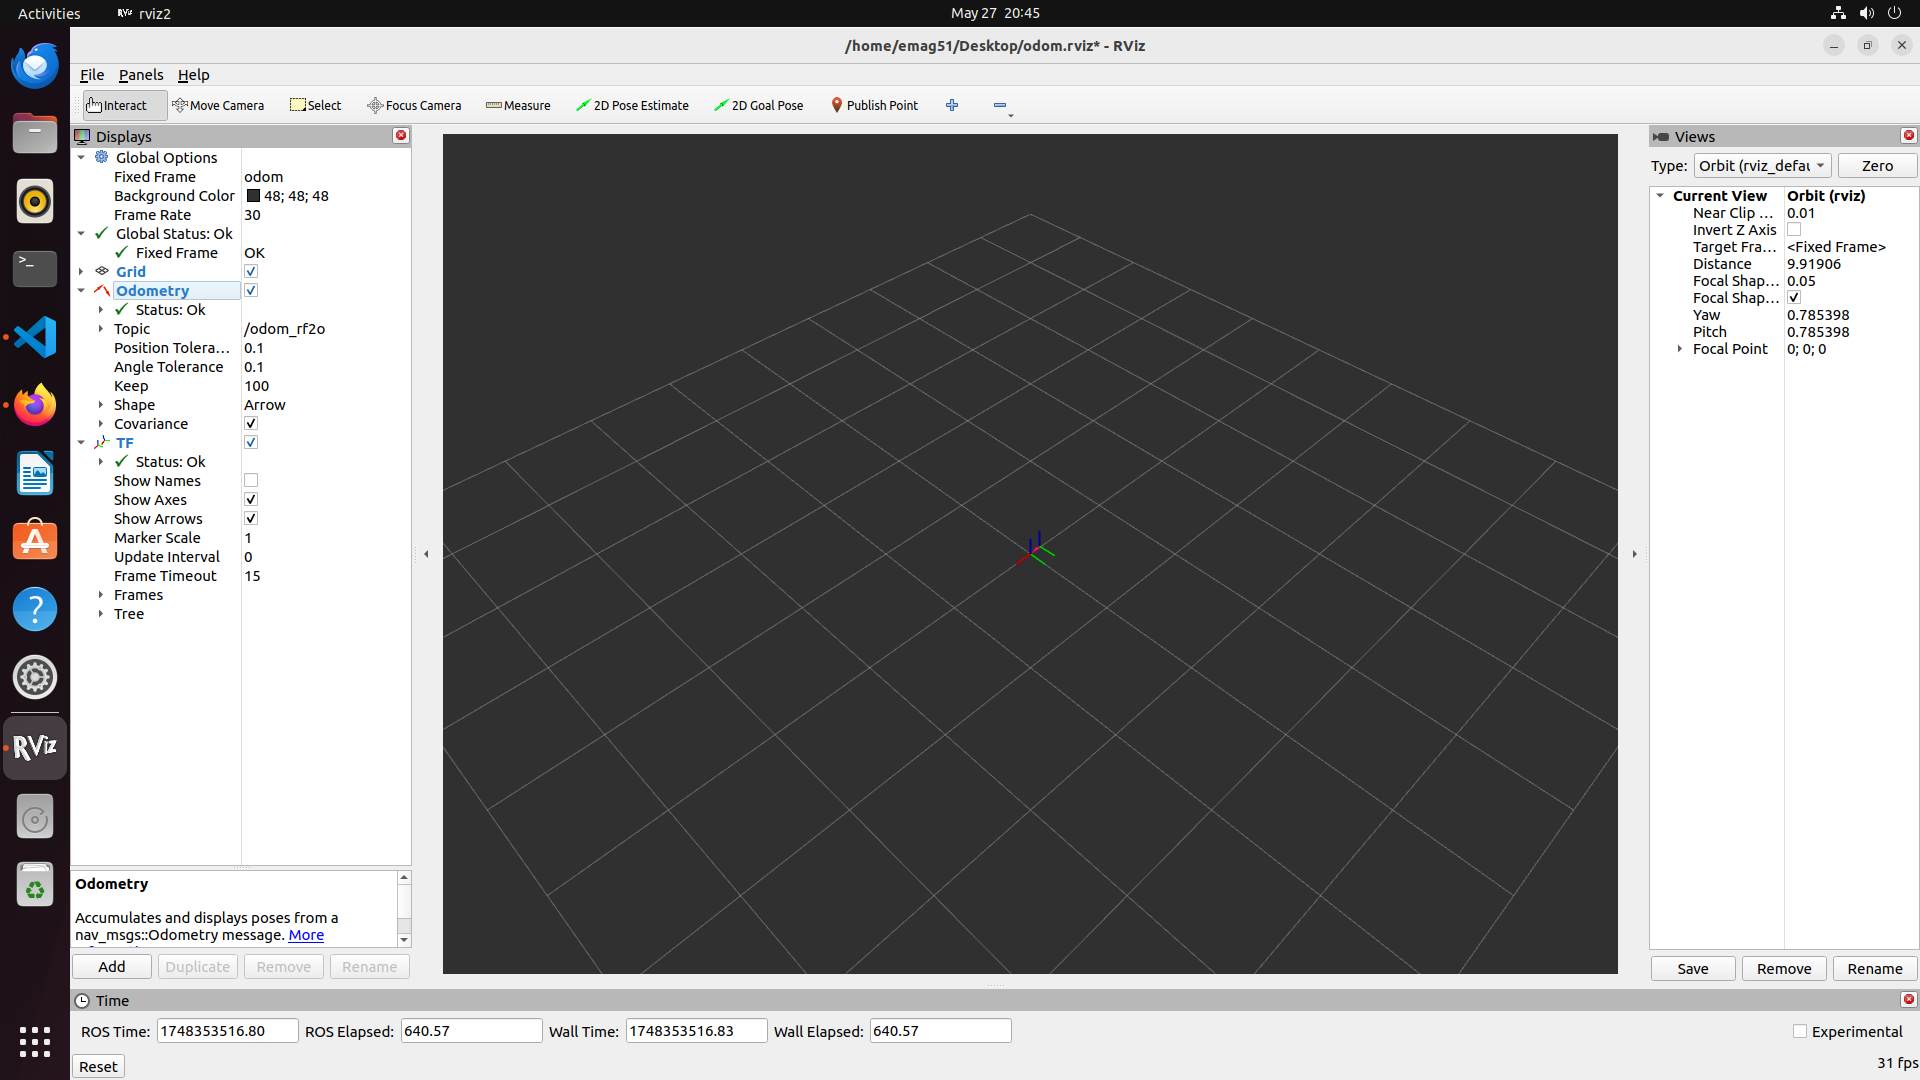 Activities
RViz rviz2
May 27 20:45
/home/emag51/Desktop/odom.rviz* - RViz
File Panels Help
Interact
Move Camera
Select
Focus Camera
Measure
2D Pose Estimate
2D Goal Pose
Publish Point
Displays
Global Options
Fixed Frame odom
Background Color 48; 48; 48
Frame Rate 30
Global Status: Ok
Fixed Frame OK
Grid
Odometry
Status: Ok
Topic /odom_rf2o
Position Tolera... 0.1
Angle Tolerance 0.1
Keep 100
Shape Arrow
Covariance
TF
Status: Ok
Show Names
Show Axes
Show Arrows
Marker Scale 1
Update Interval 0
Frame Timeout 15
Frames
Tree
Odometry
Accumulates and displays poses from a
nav_msgs::Odometry message. More
Add Duplicate Remove Rename
Views
Type: Orbit (rviz_defau Zero
Current View Orbit (rviz)
Near Clip ... 0.01
Invert Z Axis
Target Fra... <Fixed Frame>
Distance 9.91906
Focal Shap... 0.05
Focal Shap...
Yaw 0.785398
Pitch 0.785398
Focal Point 0; 0; 0
Save Remove Rename
RViz
Time
ROS Time: 1748353516.80 ROS Elapsed: 640.57 Wall Time: 1748353516.83 Wall Elapsed: 640.57
Experimental
Reset
31 fps